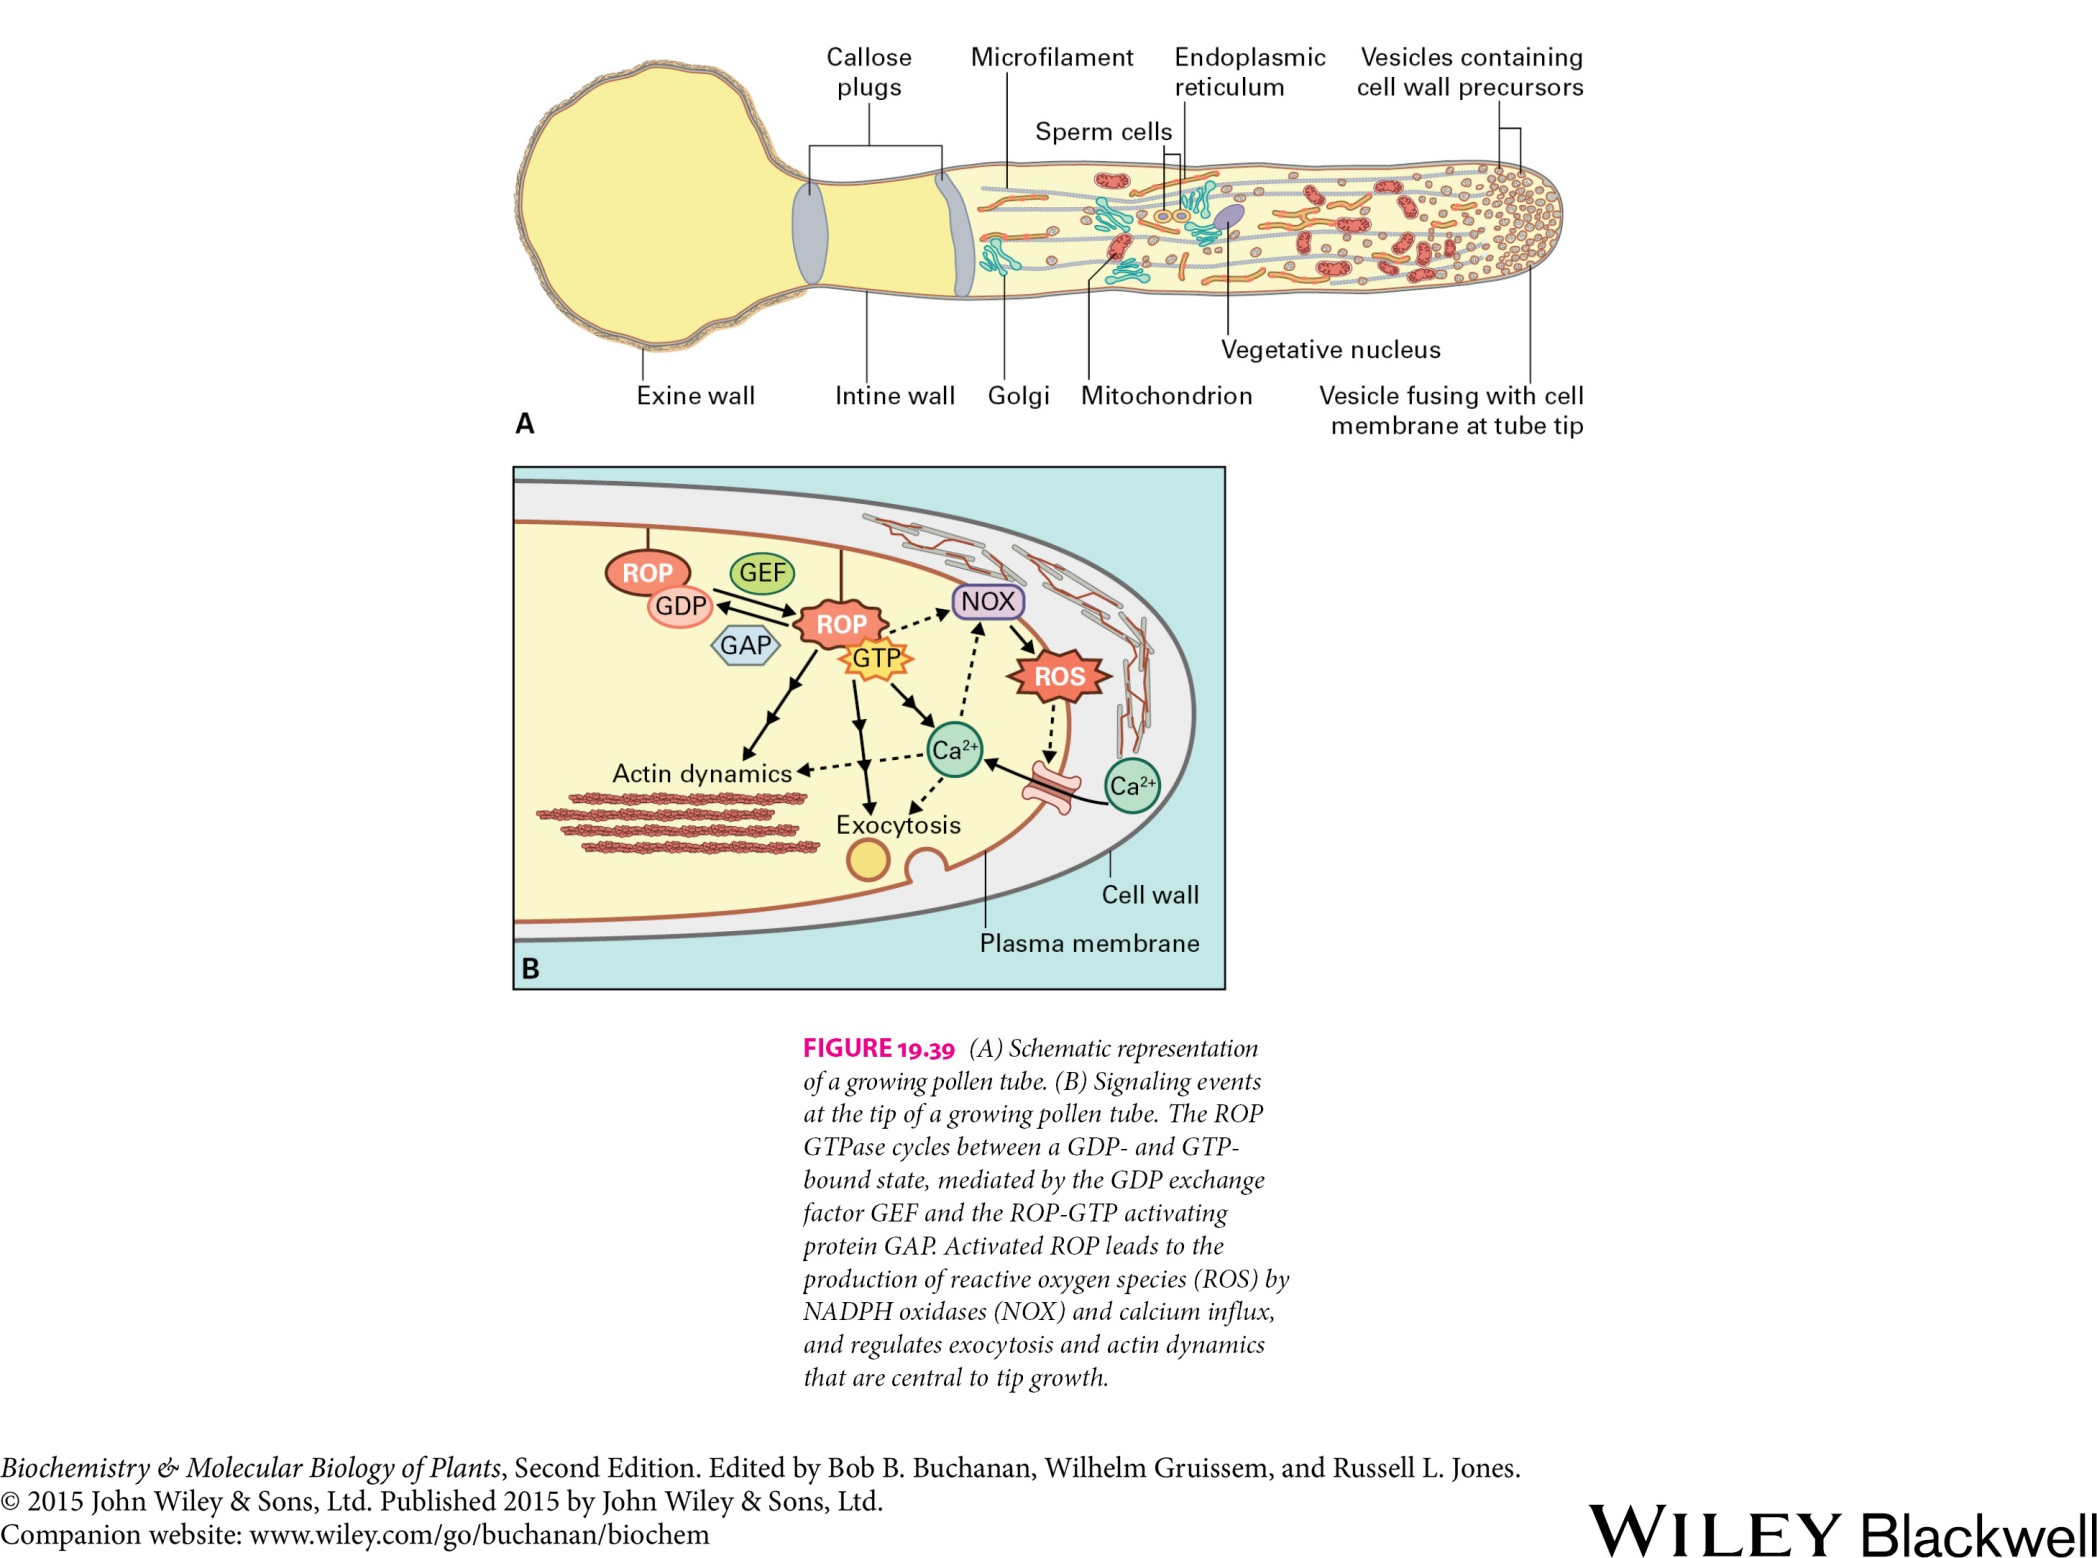 Callose
plugs
Microfilament
Endoplasmic
reticulum
Vesicles containing
cell wall precursors
Sperm cells
Vegetative nucleus
Exine wall
Intine wall
Golgi
Mitochondrion
Vesicle fusing with cell
membrane at tube tip
A
ROP
GDP
GEF
GAP
ROP
GTP
NOX
ROS
Ca2+
Ca2+
Actin dynamics
Exocytosis
Cell wall
Plasma membrane
B
FIGURE 19.39 (A) Schematic representation
of a growing pollen tube. (B) Signaling events
at the tip of a growing pollen tube. The ROP
GTPase cycles between a GDP- and GTP-
bound state, mediated by the GDP exchange
factor GEF and the ROP-GTP activating
protein GAP. Activated ROP leads to the
production of reactive oxygen species (ROS) by
NADPH oxidases (NOX) and calcium influx,
and regulates exocytosis and actin dynamics
that are central to tip growth.
Biochemistry & Molecular Biology of Plants, Second Edition. Edited by Bob B. Buchanan, Wilhelm Gruissem, and Russell L. Jones.
© 2015 John Wiley & Sons, Ltd. Published 2015 by John Wiley & Sons, Ltd.
Companion website: www.wiley.com/go/buchanan/biochem
WILEY Blackwell